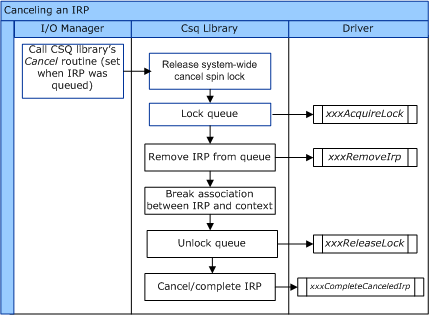 Canceling an IRP
I/O Manager
Csq Library
Driver
Call CSQ library's
Cancel routine (set
when IRP was
queued)
Release system-wide
cancel spin lock
Lock queue
xxxAcquireLock
Remove IRP from queue
xxxRemoveIrp
Break association
between IRP and context
Unlock queue
xxxReleaseLock
Cancel/complete IRP
xxxCompleteCanceledIrp